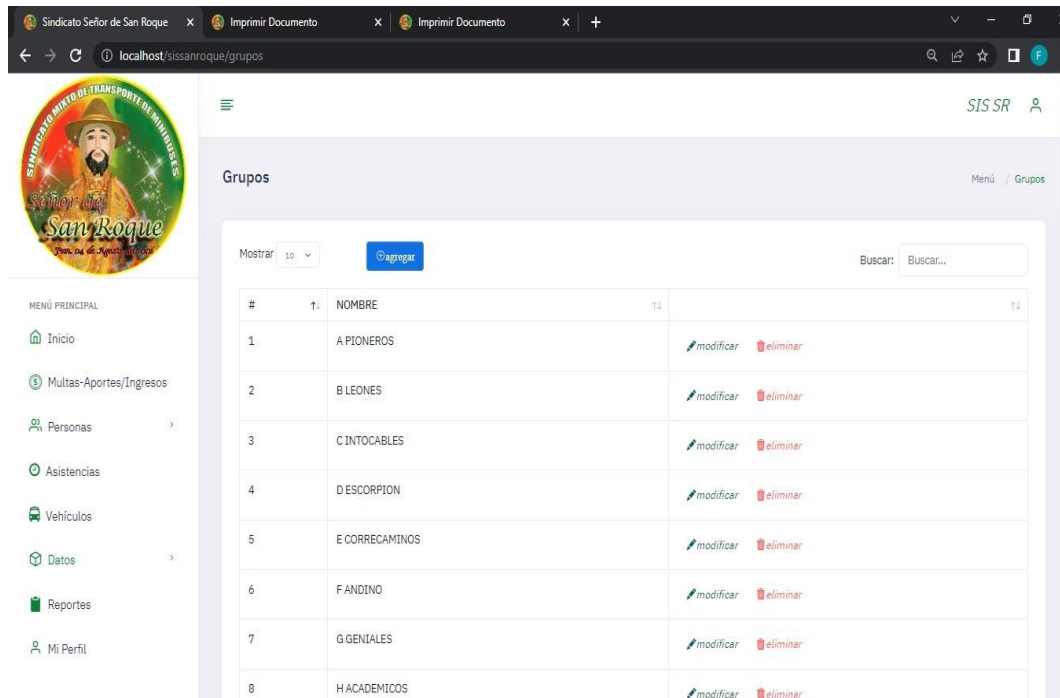 Sindicato Señor de San Roque
Imprimir Documento
Imprimir Documento
localhost/sissanroque/grupos
F
SINDICATO MIXTO DE TRANSPORTE DE MINIBUSES
Señor de
San Roque
SIS SR
Grupos
Menú / Grupos
Mostrar 10
agregar
Buscar: Buscar...
MENÚ PRINCIPAL
Inicio
Multas-Aportes/Ingresos
Personas
Asistencias
Vehículos
Datos
Reportes
Mi Perfil
# NOMBRE
1 A PIONEROS modificar eliminar
2 B LEONES modificar eliminar
3 C INTOCABLES modificar eliminar
4 D ESCORPION modificar eliminar
5 E CORRECAMINOS modificar eliminar
6 F ANDINO modificar eliminar
7 G GENIALES modificar eliminar
8 H ACADEMICOS modificar eliminar